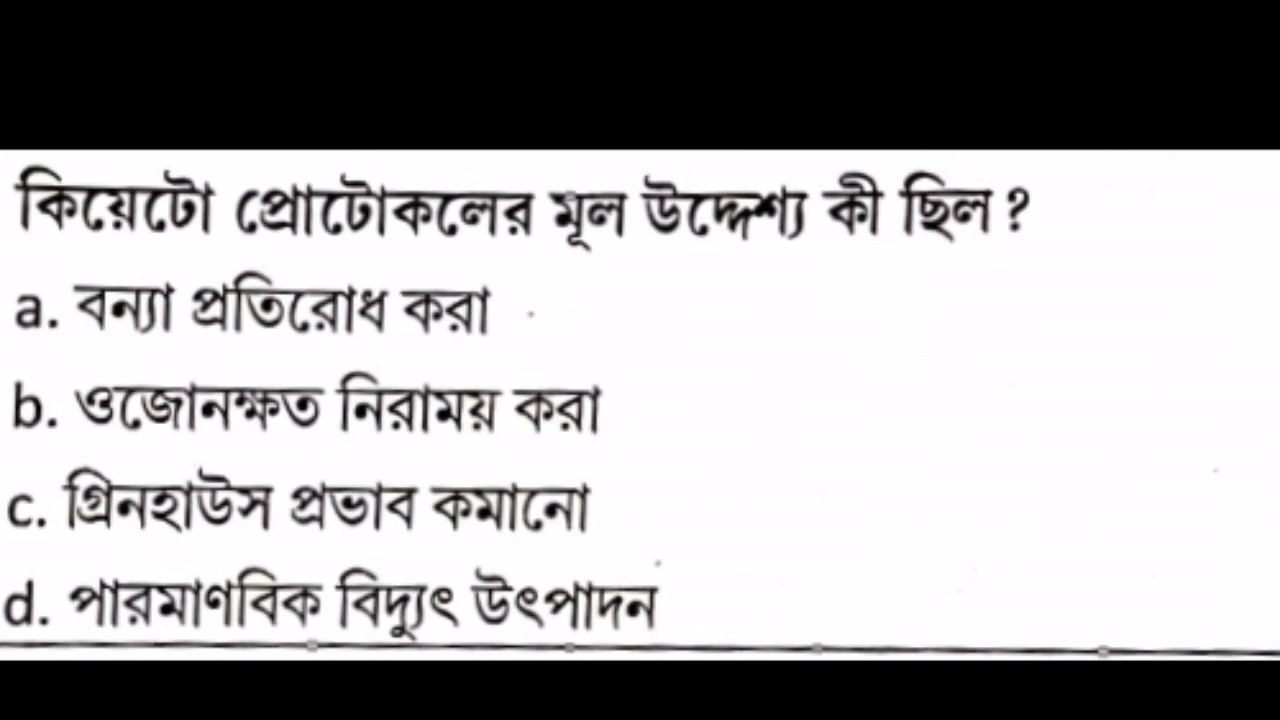 কিয়েটো প্রোটোকলের মূল উদ্দেশ্য কী ছিল ?
a. বন্যা প্রতিরোধ করা
b. ওজোনক্ষত নিরাময় করা
c. গ্রিনহাউস প্রভাব কমানো
d. পারমাণবিক বিদ্যুৎ উৎপাদন